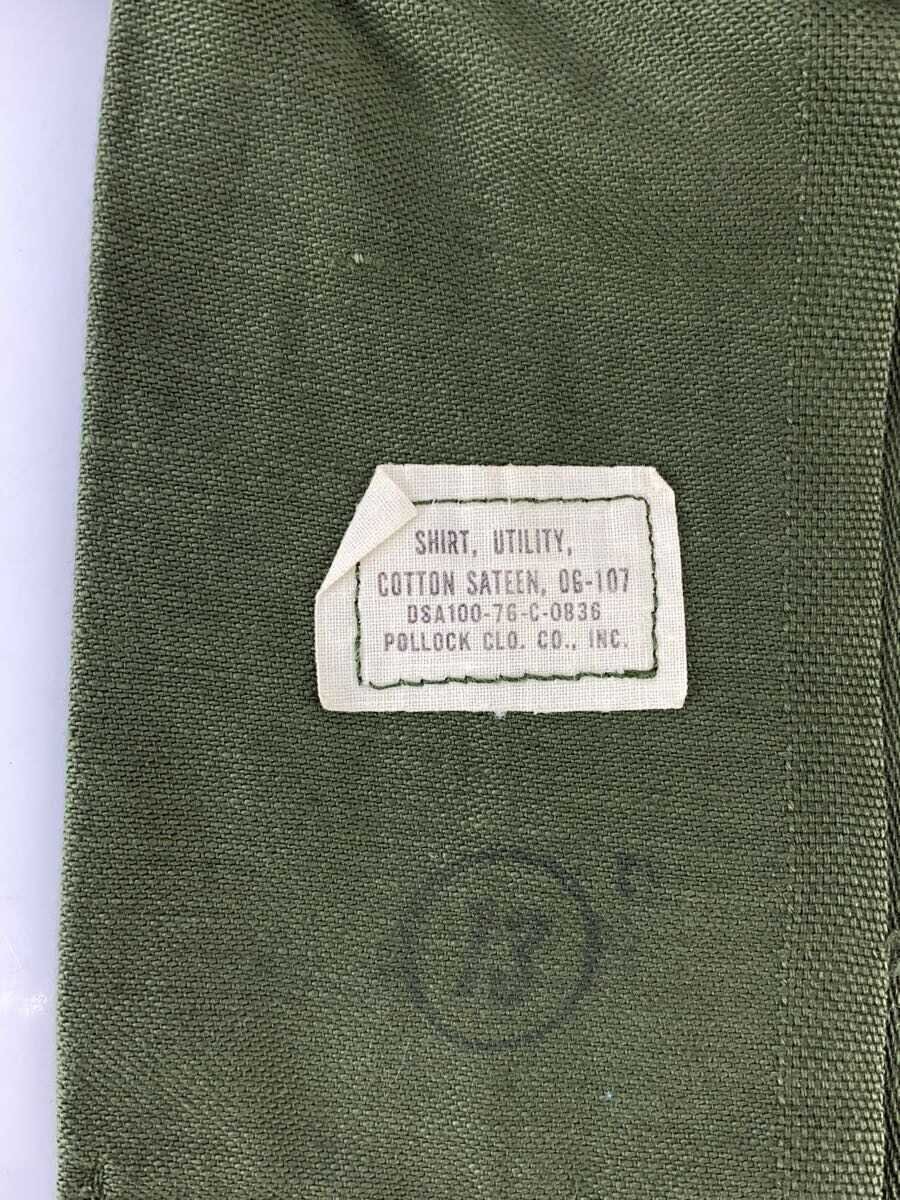 SHIRT, UTILITY,
COTTON SATEEN, OG-107
DSA100-76-C-0836
POLLOCK CLO. CO., INC.